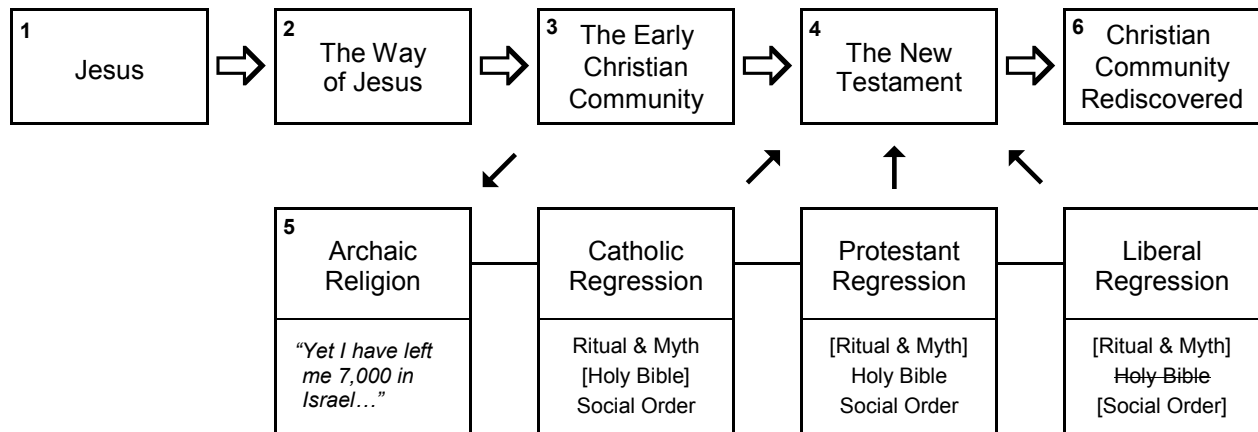 1
Jesus
2
The Way
of Jesus
3
The Early
Christian
Community
4
The New
Testament
6
Christian
Community
Rediscovered
5
Archaic
Religion
"Yet I have left
me 7,000 in
Israel…"
Catholic
Regression
Ritual & Myth
[Holy Bible]
Social Order
Protestant
Regression
[Ritual & Myth]
Holy Bible
Social Order
Liberal
Regression
[Ritual & Myth]
Holy Bible
[Social Order]